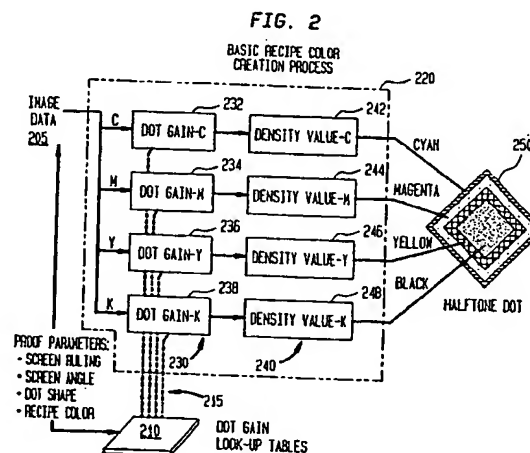 FIG. 2
BASIC RECIPE COLOR
CREATION PROCESS
220
IMAGE
DATA
205
C
232
DOT GAIN-C
242
DENSITY VALUE-C
CYAN
250
M
234
DOT GAIN-M
244
DENSITY VALUE-M
MAGENTA
Y
236
DOT GAIN-Y
246
DENSITY VALUE-Y
YELLOW
K
238
DOT GAIN-K
248
DENSITY VALUE-K
BLACK
HALFTONE DOT
230
240
PROOF PARAMETERS:
• SCREEN RULING
• SCREEN ANGLE
• DOT SHAPE
• RECIPE COLOR
215
210
DOT GAIN
LOOK-UP TABLES